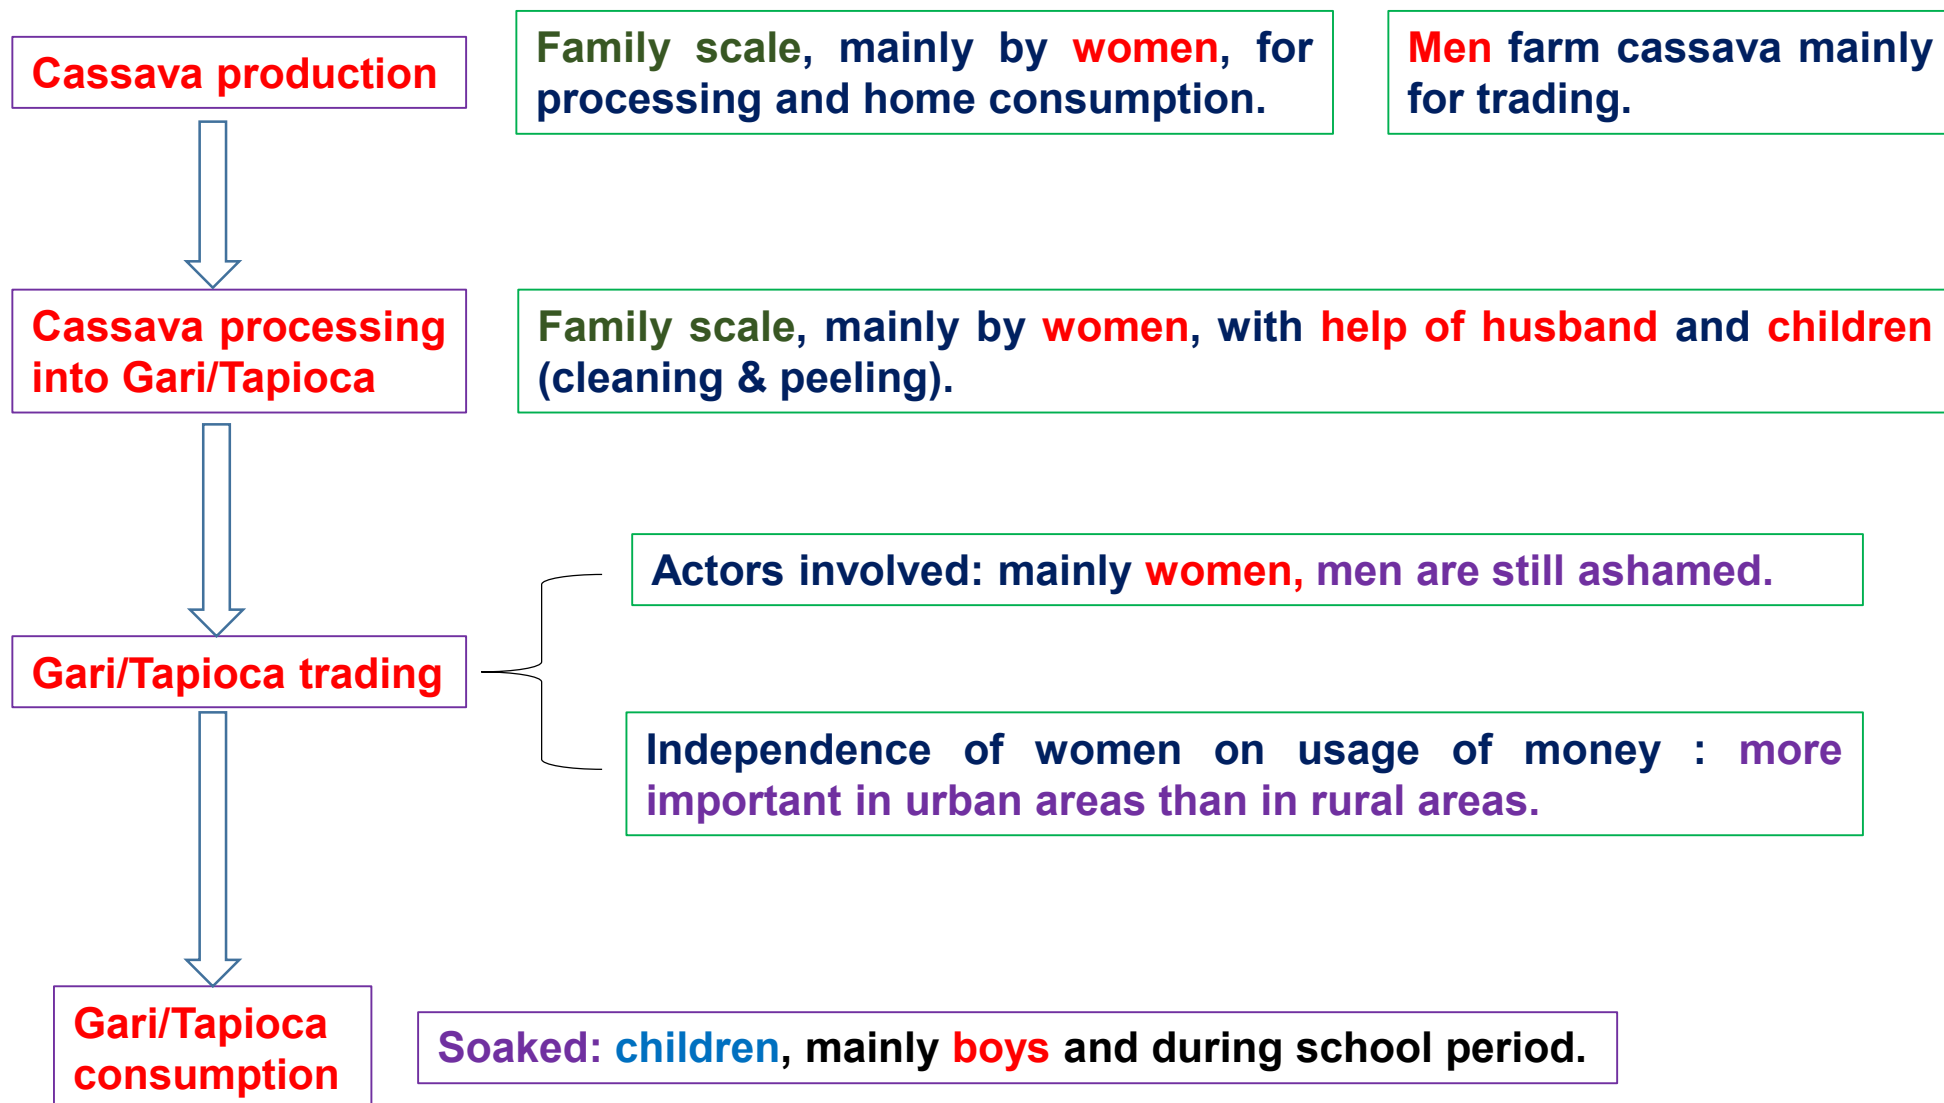 Cassava production
Family scale, mainly by women, for
processing and home consumption.
Men farm cassava mainly
for trading.
Cassava processing
into Gari/Tapioca
Family scale, mainly by women, with help of husband and children
(cleaning & peeling).
Actors involved: mainly women, men are still ashamed.
Gari/Tapioca trading
Independence of women on usage of money : more
important in urban areas than in rural areas.
Gari/Tapioca
consumption
Soaked: children, mainly boys and during school period.